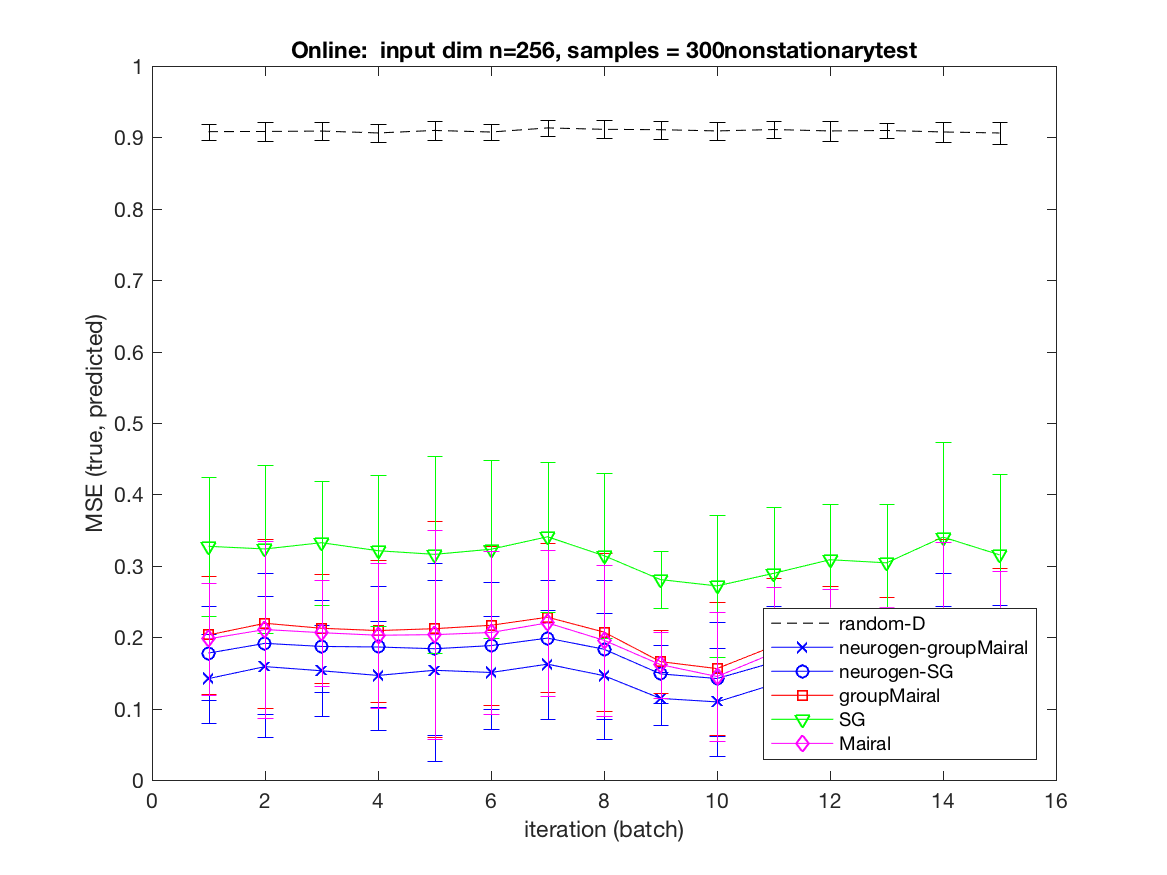 Online:  input dim n=256, samples = 300nonstationarytest
1
0.9
0.8
0.7
0.6
0.5
0.4
0.3
0.2
0.1
0
MSE (true, predicted)
random-D
neurogen-groupMairal
neurogen-SG
groupMairal
SG
Mairal
0 2 4 6 8 10 12 14 16
iteration (batch)